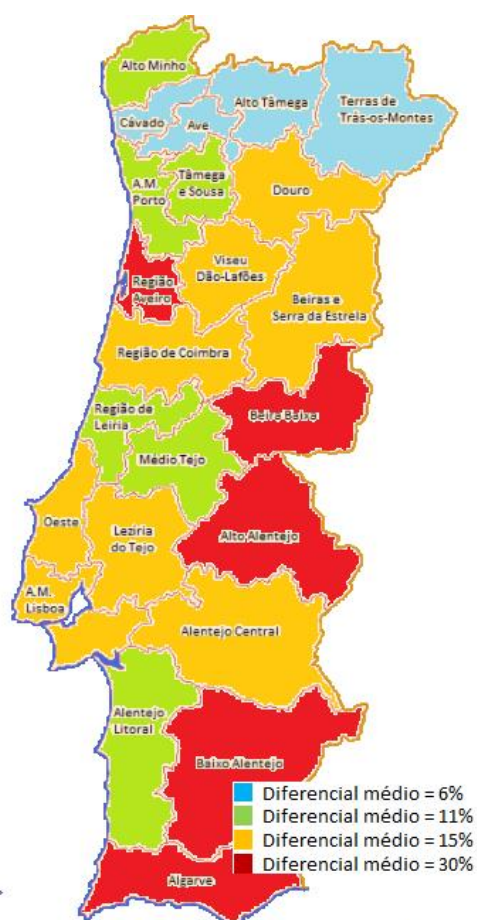 Alto Minho
Alto Tâmega
Terras de
Trás-os-Montes
Cávado
Ave
A.M.
Porto
Tâmega
e Sousa
Douro
Região
Aveiro
Viseu
Dão-Lafões
Beiras e
Serra da Estrela
Região de Coimbra
Região de
Leiria
Beira Baixa
Médio Tejo
Oeste
Lezíria
do Tejo
Alto Alentejo
A.M.
Lisboa
Alentejo Central
Alentejo
Litoral
Baixo Alentejo
Algarve
Diferencial médio = 6%
Diferencial médio = 11%
Diferencial médio = 15%
Diferencial médio = 30%